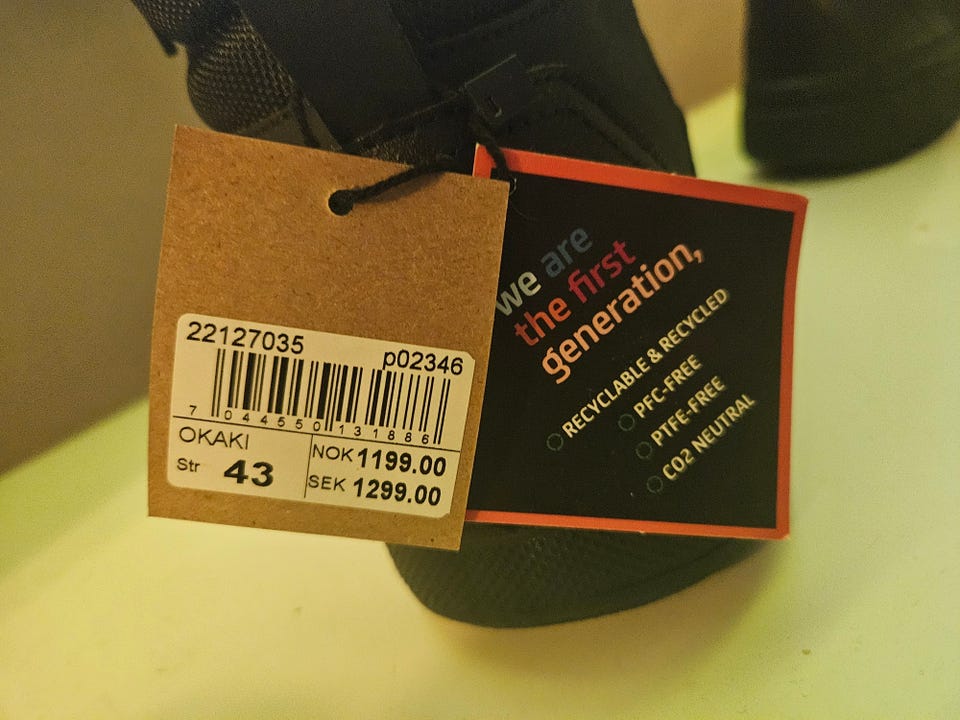 22127035
p02346
7 044550 131886
OKAKI
Str 43
NOK 1199.00
SEK 1299.00
we are
the first
generation,
RECYCLABLE & RECYCLED
PFC-FREE
PTFE-FREE
CO2 NEUTRAL